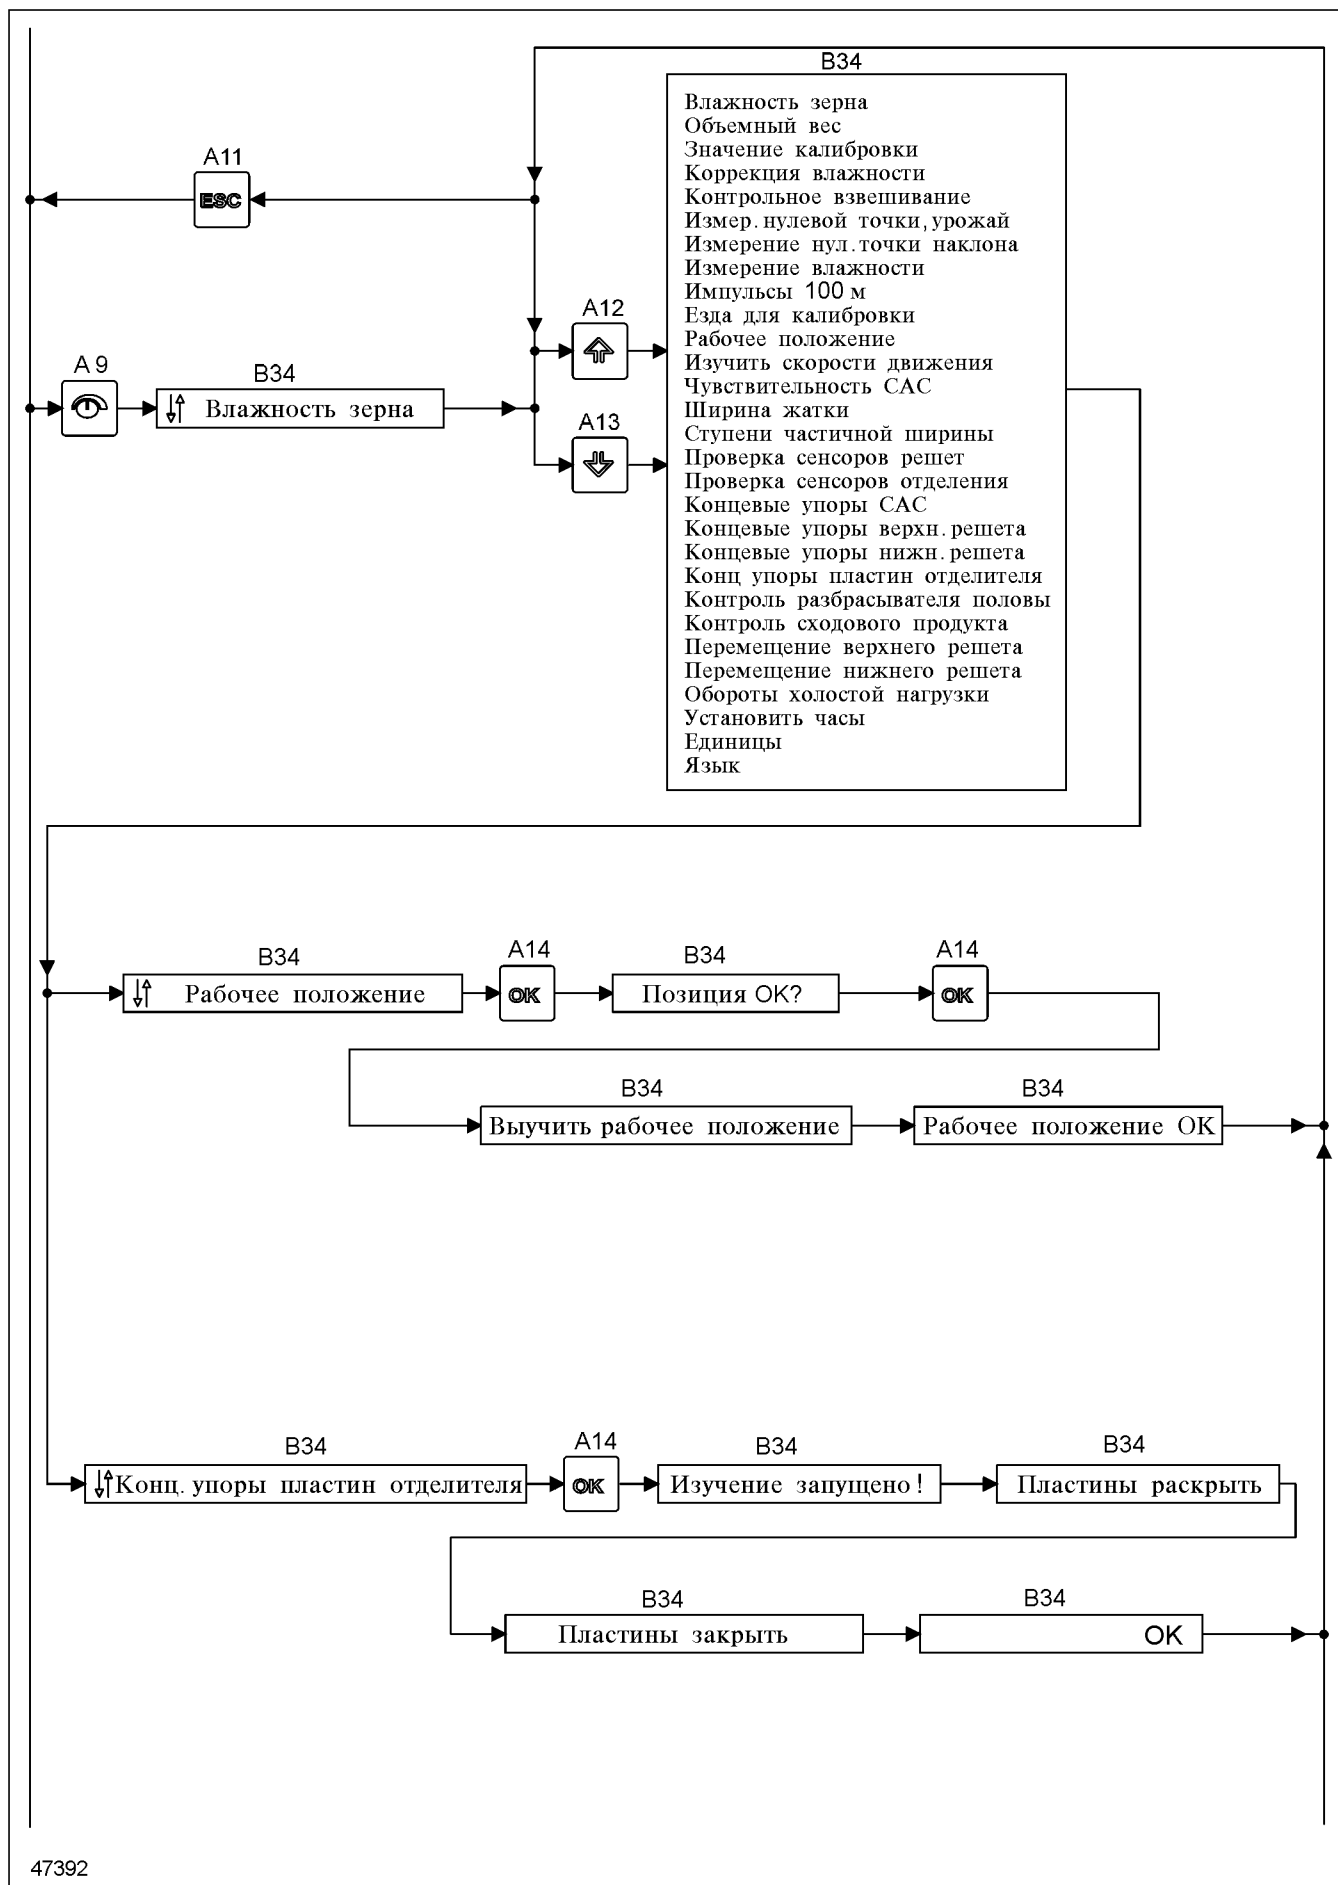 B34
Влажность зерна
Объемный вес
Значение калибровки
Коррекция влажности
Контрольное взвешивание
Измер. нулевой точки, урожай
Измерение нул. точки наклона
Измерение влажности
Импульсы 100 м
Езда для калибровки
Рабочее положение
Изучить скорости движения
Чувствительность САС
Ширина жатки
Ступени частичной ширины
Проверка сенсоров решет
Проверка сенсоров отделения
Концевые упоры САС
Концевые упоры верхн. решета
Концевые упоры нижн. решета
Конц упоры пластин отделителя
Контроль разбрасывателя половы
Контроль сходового продукта
Перемещение верхнего решета
Перемещение нижнего решета
Обороты холостой нагрузки
Установить часы
Единицы
Язык
A11
ESC
A12
A 9
B34
Влажность зерна
A13
B34
Рабочее положение
A14
OK
B34
Позиция OK?
A14
OK
B34
Выучить рабочее положение
B34
Рабочее положение OK
B34
Конц. упоры пластин отделителя
A14
OK
B34
Изучение запущено!
B34
Пластины раскрыть
B34
Пластины закрыть
B34
OK
47392